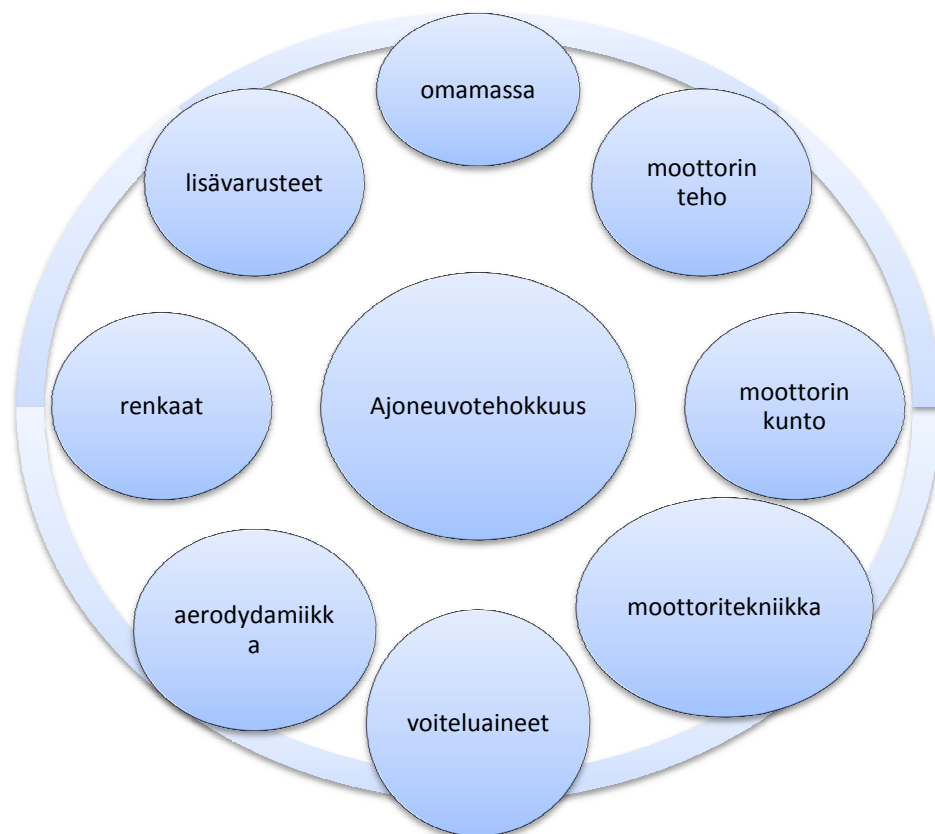 omamassa
lisävarusteet
moottorin
teho
renkaat
Ajoneuvotehokkuus
moottorin
kunto
aerodydamiikk
a
moottoritekniikka
voiteluaineet